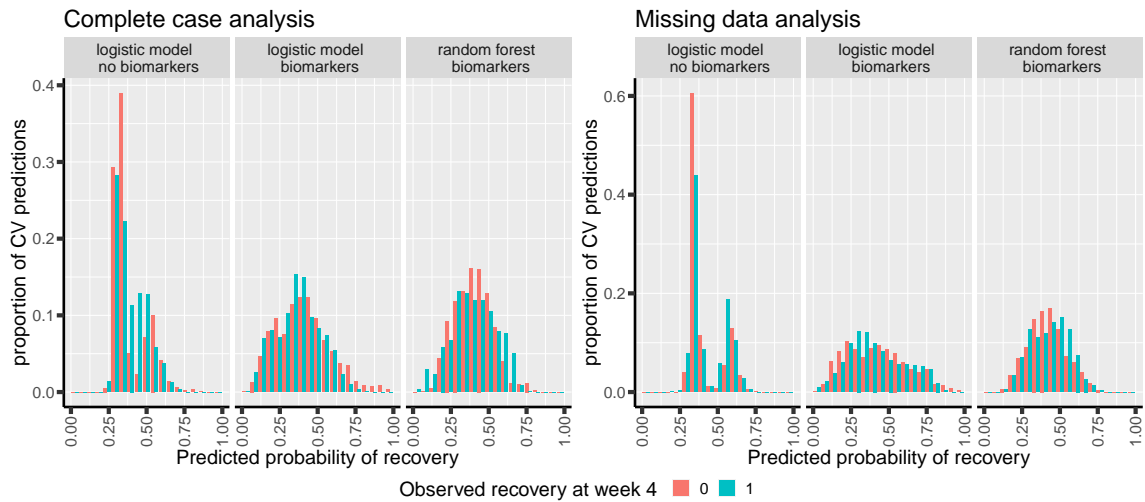 Complete case analysis
logistic model
no biomarkers
logistic model
biomarkers
random forest
biomarkers
proportion of CV predictions
0.4
0.3
0.2
0.1
0.0
0.00 0.25 0.50 0.75 1.00
0.00 0.25 0.50 0.75 1.00
0.00 0.25 0.50 0.75 1.00
Predicted probability of recovery
Missing data analysis
logistic model
no biomarkers
logistic model
biomarkers
random forest
biomarkers
proportion of CV predictions
0.6
0.4
0.2
0.0
0.00 0.25 0.50 0.75 1.00
0.00 0.25 0.50 0.75 1.00
0.00 0.25 0.50 0.75 1.00
Predicted probability of recovery
Observed recovery at week 4 0 1